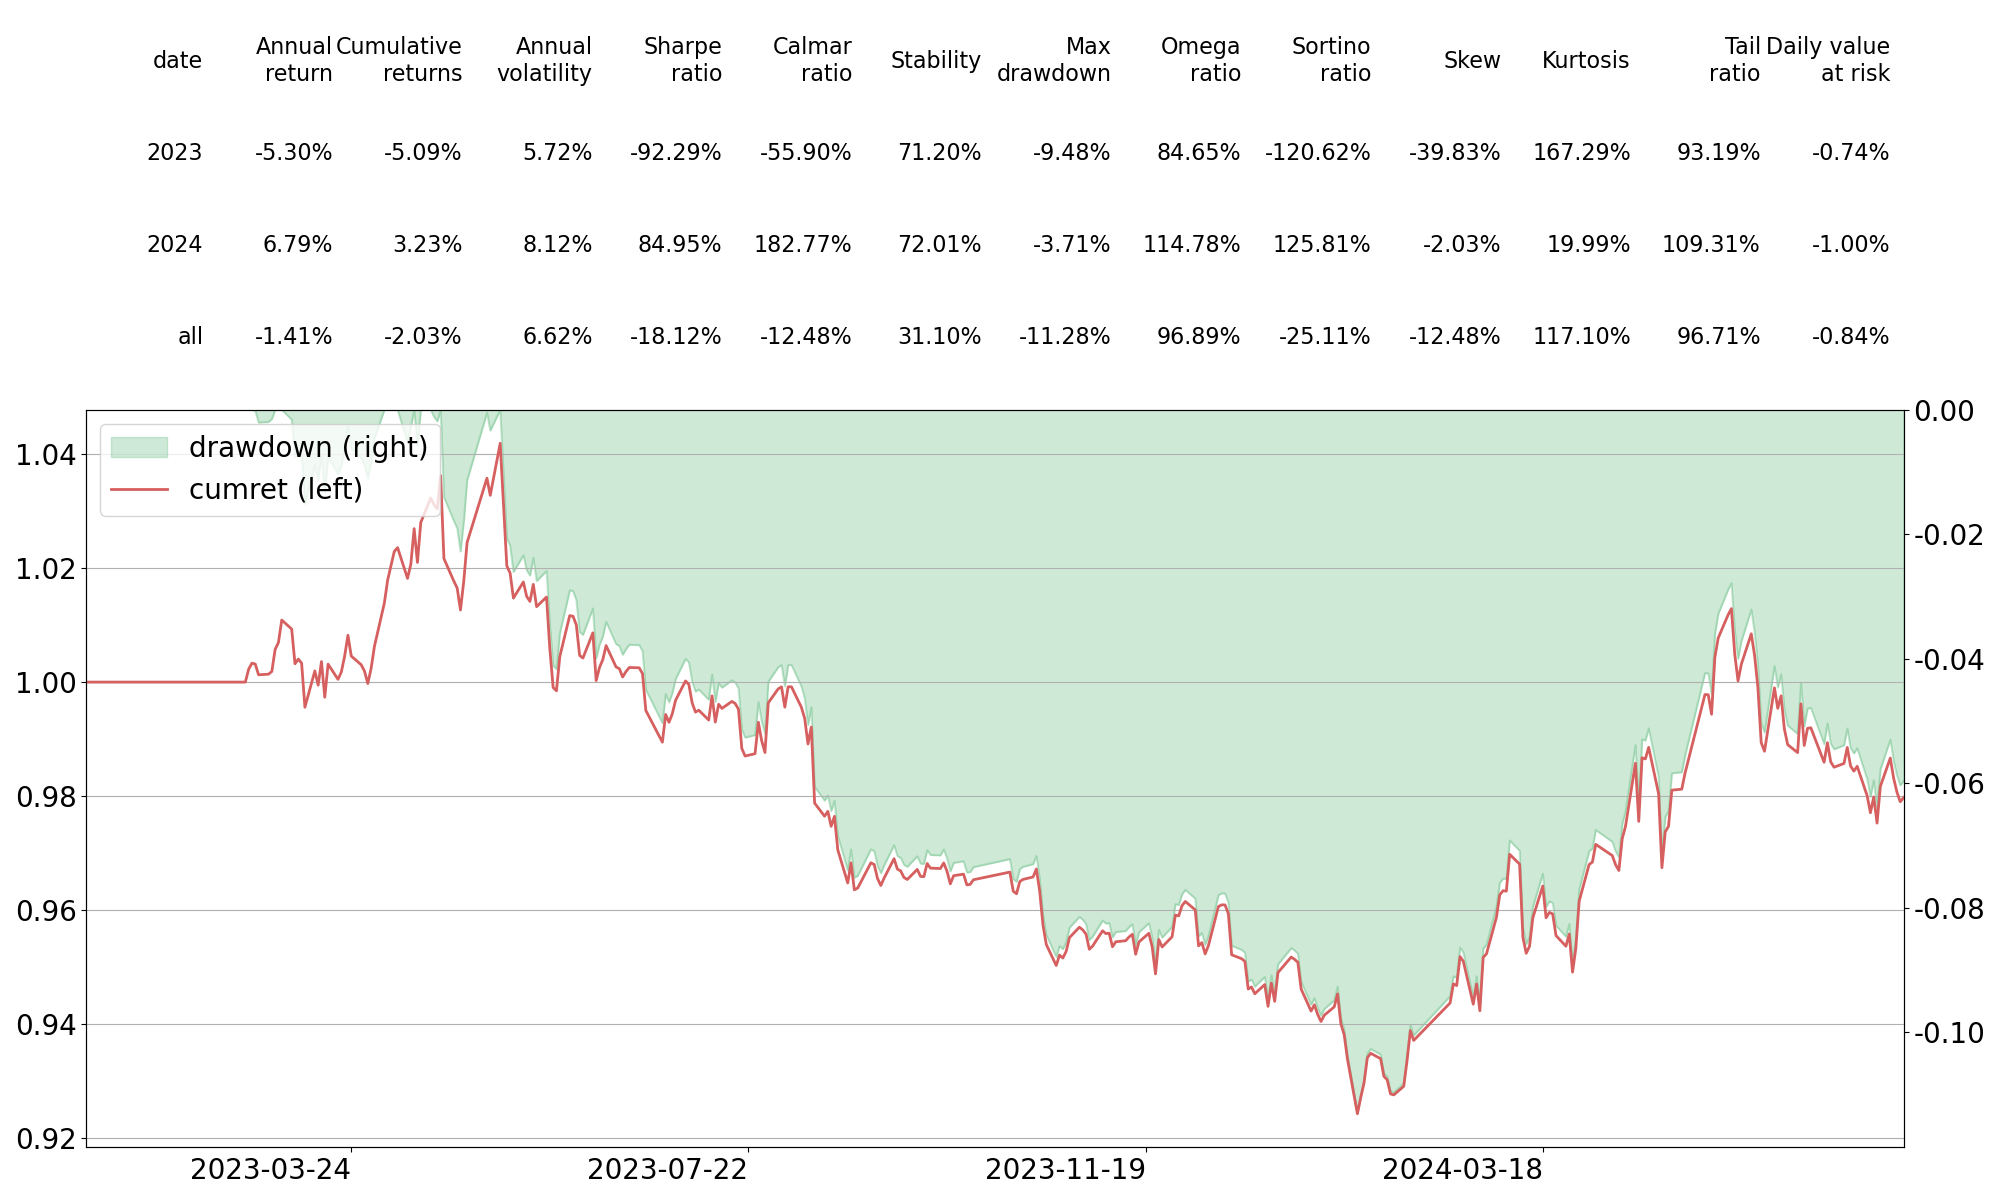 date Annual return Cumulative returns Annual volatility Sharpe ratio Calmar ratio Stability Max drawdown Omega ratio Sortino ratio Skew Kurtosis Tail ratio Daily value at risk
2023 -5.30% -5.09% 5.72% -92.29% -55.90% 71.20% -9.48% 84.65% -120.62% -39.83% 167.29% 93.19% -0.74%
2024 6.79% 3.23% 8.12% 84.95% 182.77% 72.01% -3.71% 114.78% 125.81% -2.03% 19.99% 109.31% -1.00%
all -1.41% -2.03% 6.62% -18.12% -12.48% 31.10% -11.28% 96.89% -25.11% -12.48% 117.10% 96.71% -0.84%
drawdown (right)
cumret (left)
1.04
1.02
1.00
0.98
0.96
0.94
0.92
0.00
-0.02
-0.04
-0.06
-0.08
-0.10
2023-03-24 2023-07-22 2023-11-19 2024-03-18